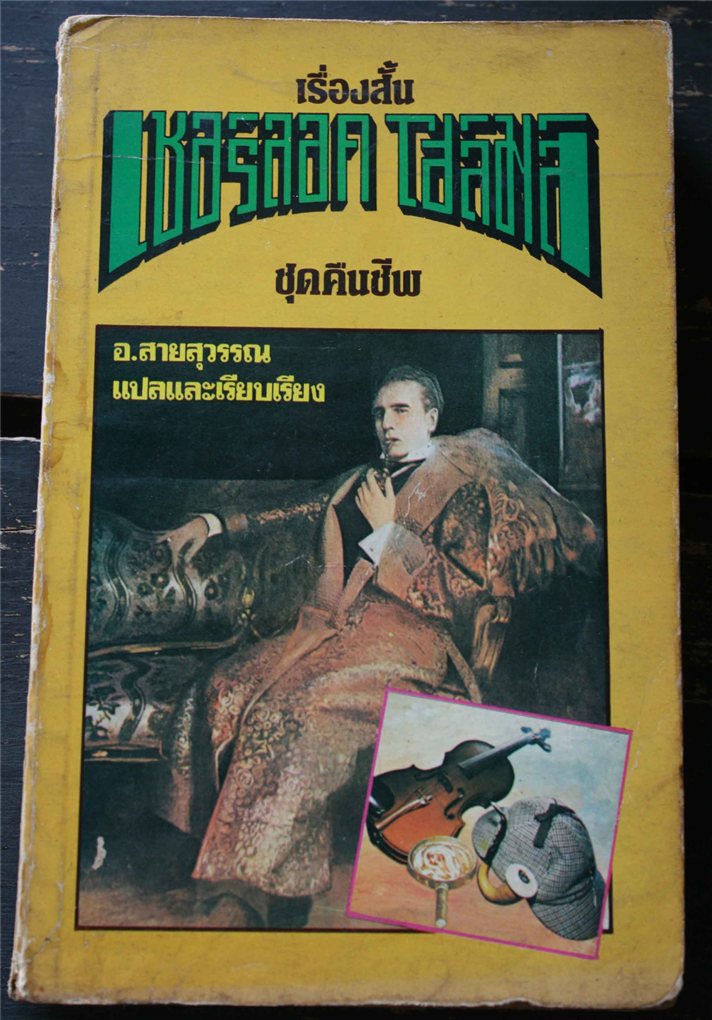 เรื่องสั้น
เชอร์ลอค โฮล์มส์
ชุดคืนชีพ
อ.สายสุวรรณ
แปลและเรียบเรียง